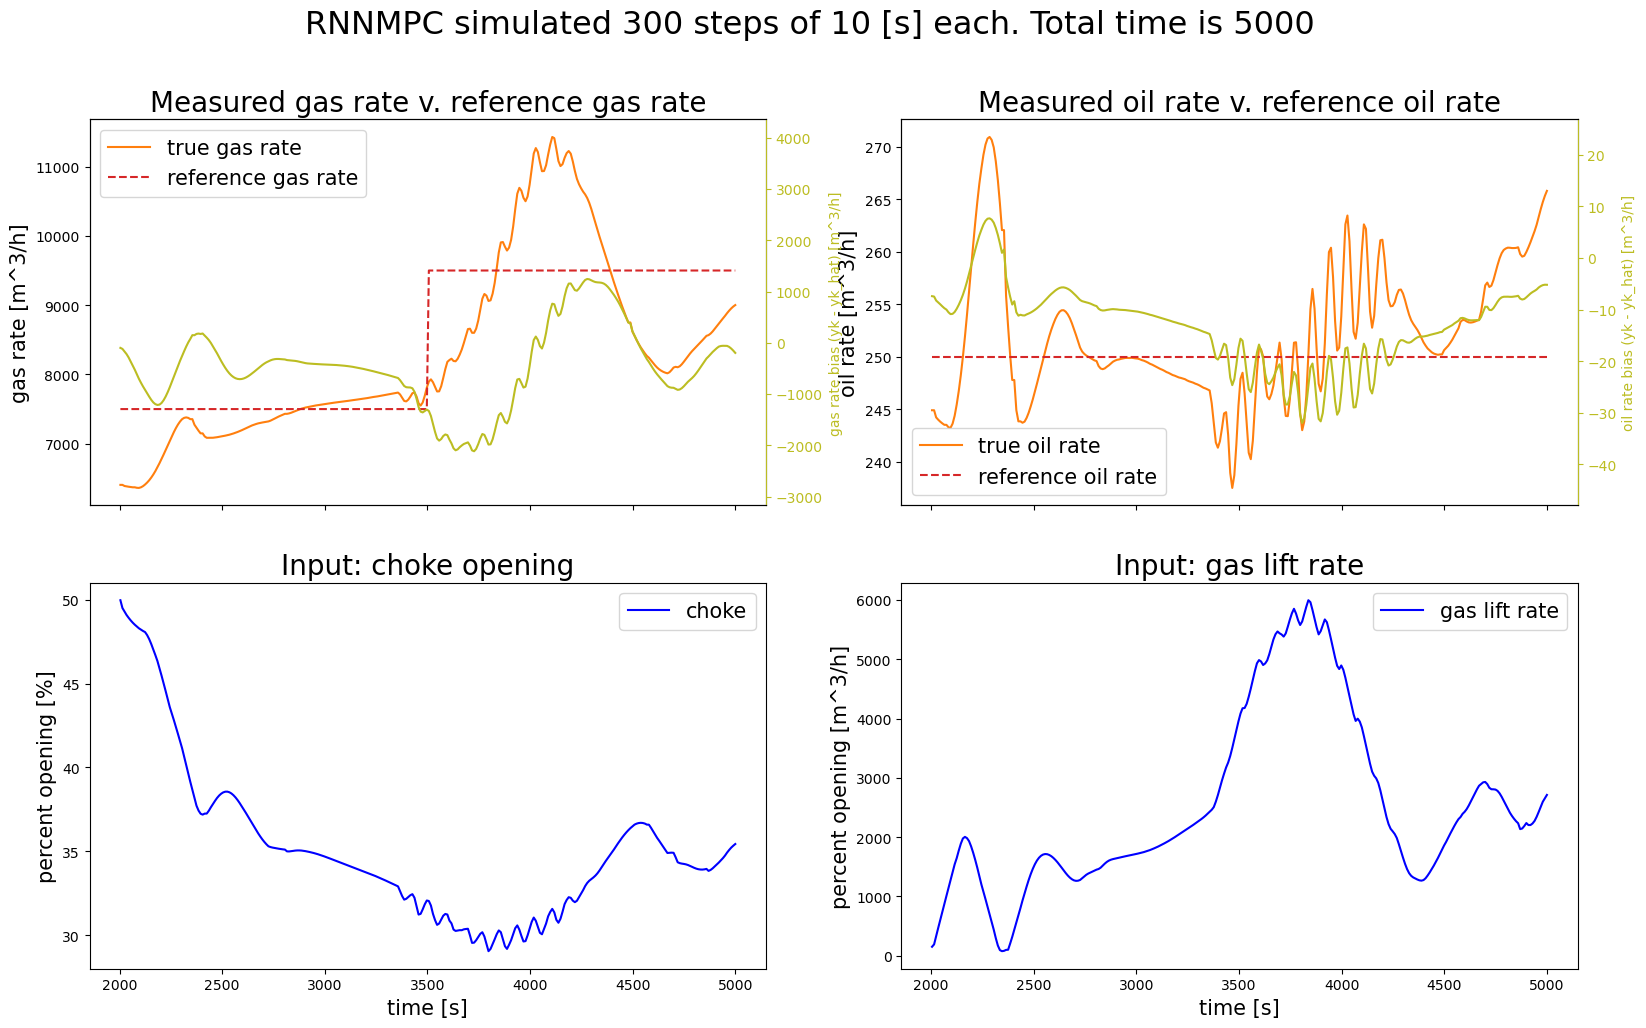 RNNMPC simulated 300 steps of 10 [s] each. Total time is 5000
Measured gas rate v. reference gas rate
true gas rate
reference gas rate
gas rate [m^3/h]
11000
10000
9000
8000
7000
4000
3000
2000
1000
0
−1000
−2000
−3000
gas rate bias (yk - yk_hat) [m^3/h]
Measured oil rate v. reference oil rate
true oil rate
reference oil rate
oil rate [m^3/h]
270
265
260
255
250
245
240
20
10
0
−10
−20
−30
−40
oil rate bias (yk - yk_hat) [m^3/h]
Input: choke opening
choke
percent opening [%]
50
45
40
35
30
2000 2500 3000 3500 4000 4500 5000
time [s]
Input: gas lift rate
gas lift rate
percent opening [m^3/h]
6000
5000
4000
3000
2000
1000
0
2000 2500 3000 3500 4000 4500 5000
time [s]